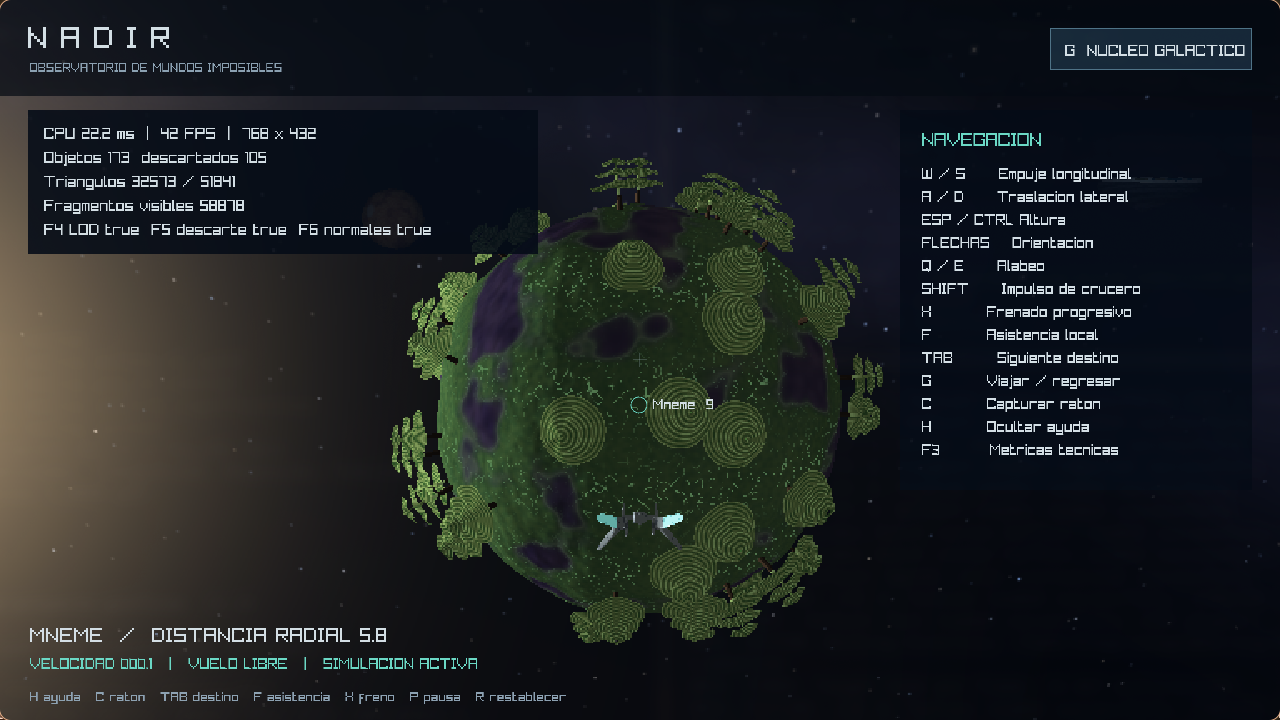 NADIR
OBSERVATORIO DE MUNDOS IMPOSIBLES
G NUCLEO GALACTICO
CPU 22.2 ms | 42 FPS | 768 x 432
Objetos 173 descartados 105
Triangulos 32573 / 51841
Fragmentos visibles 58878
F4 LOD true F5 descarte true F6 normales true
NAVEGACION
W / S Empuje longitudinal
A / D Traslacion lateral
ESP / CTRL Altura
FLECHAS Orientacion
Q / E Alabeo
SHIFT Impulso de crucero
X Frenado progresivo
F Asistencia local
TAB Siguiente destino
G Viajar / regresar
C Capturar raton
H Ocultar ayuda
F3 Metricas tecnicas
Mneme 9
MNEME / DISTANCIA RADIAL 5.8
VELOCIDAD 000.1 | VUELO LIBRE | SIMULACION ACTIVA
H ayuda C raton TAB destino F asistencia X freno P pausa R restablecer